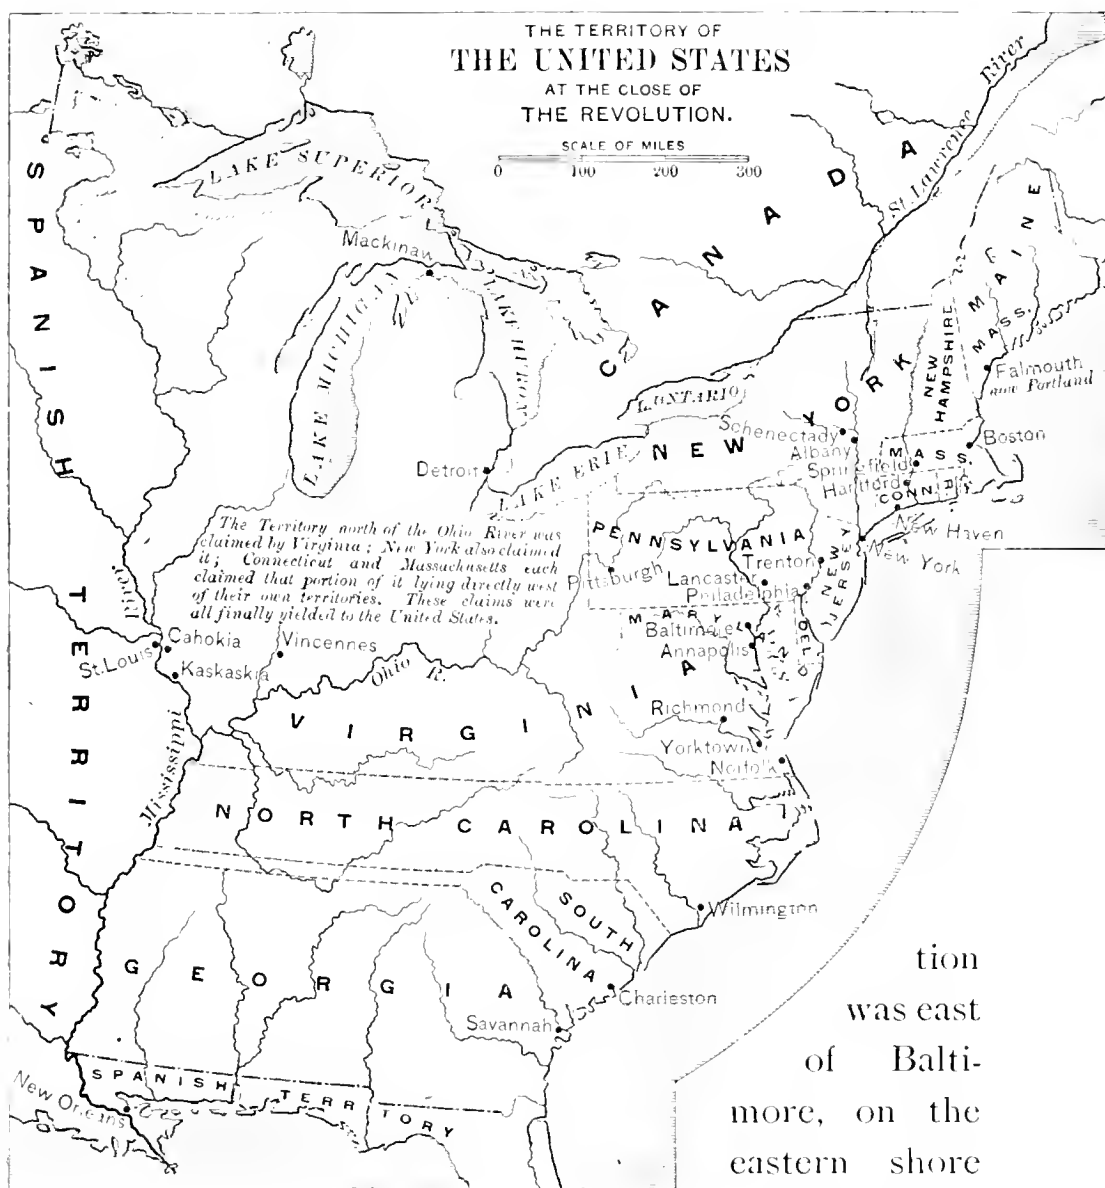 THE TERRITORY OF
THE UNITED STATES
AT THE CLOSE OF
THE REVOLUTION.
SCALE OF MILES
0 100 200 300
St. Lawrence River
CANADA
LAKE SUPERIOR
Mackinaw
LAKE MICHIGAN
LAKE HURON
L. ONTARIO
LAKE ERIE
Detroit
MAINE
MASS.
NEW HAMPSHIRE
Falmouth
now Portland
NEW YORK
Schenectady
Albany
Boston
MASS.
Springfield
Hartford
CONN.
R.I.
New Haven
New York
The Territory north of the Ohio River was
claimed by Virginia; New York also claimed
it; Connecticut and Massachusetts each
claimed that portion of it lying directly west
of their own territories. These claims were
all finally yielded to the United States.
PENNSYLVANIA
Pittsburgh
Lancaster
Trenton
Philadelphia
NEW JERSEY
MARYLAND
DEL.
Baltimore
Annapolis
SPANISH TERRITORY
Mississippi River
St. Louis
Cahokia
Kaskaskia
Vincennes
Ohio R.
VIRGINIA
Richmond
Yorktown
Norfolk
NORTH CAROLINA
Wilmington
SOUTH CAROLINA
Charleston
GEORGIA
Savannah
SPANISH TERRITORY
New Orleans
tion
was east
of Balti-
more, on the
eastern shore